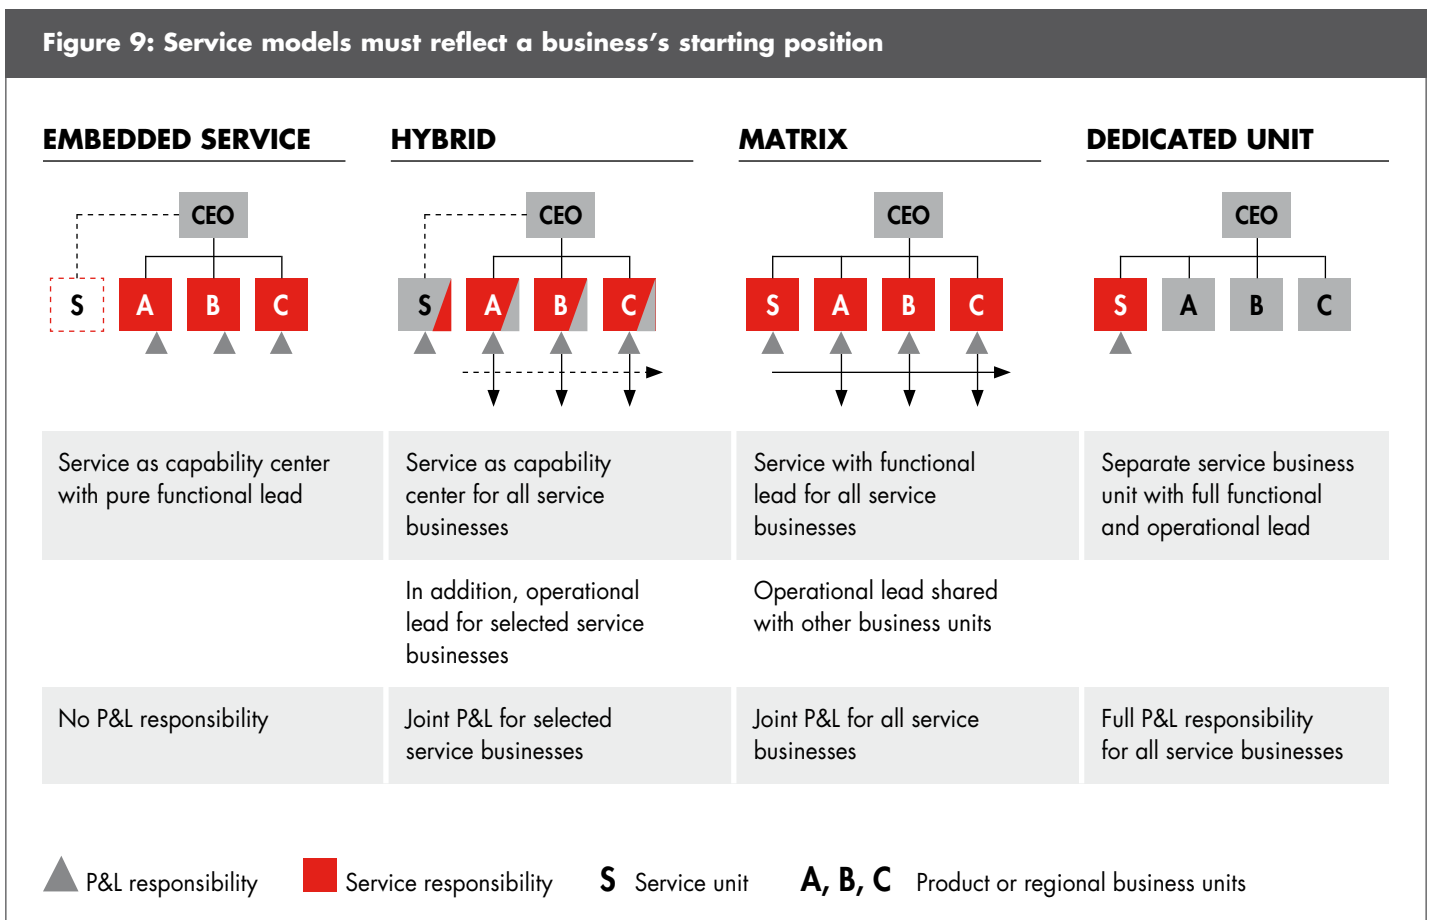 Figure 9: Service models must reflect a business’s starting position
EMBEDDED SERVICE
CEO
S
A
B
C
Service as capability center
with pure functional lead
No P&L responsibility
HYBRID
CEO
S
A
B
C
Service as capability
center for all service
businesses
In addition, operational
lead for selected service
businesses
Joint P&L for selected
service businesses
MATRIX
CEO
S
A
B
C
Service with functional
lead for all service
businesses
Operational lead shared
with other business units
Joint P&L for all service
businesses
DEDICATED UNIT
CEO
S
A
B
C
Separate service business
unit with full functional
and operational lead
Full P&L responsibility
for all service businesses
P&L responsibility
Service responsibility
S Service unit
A, B, C Product or regional business units